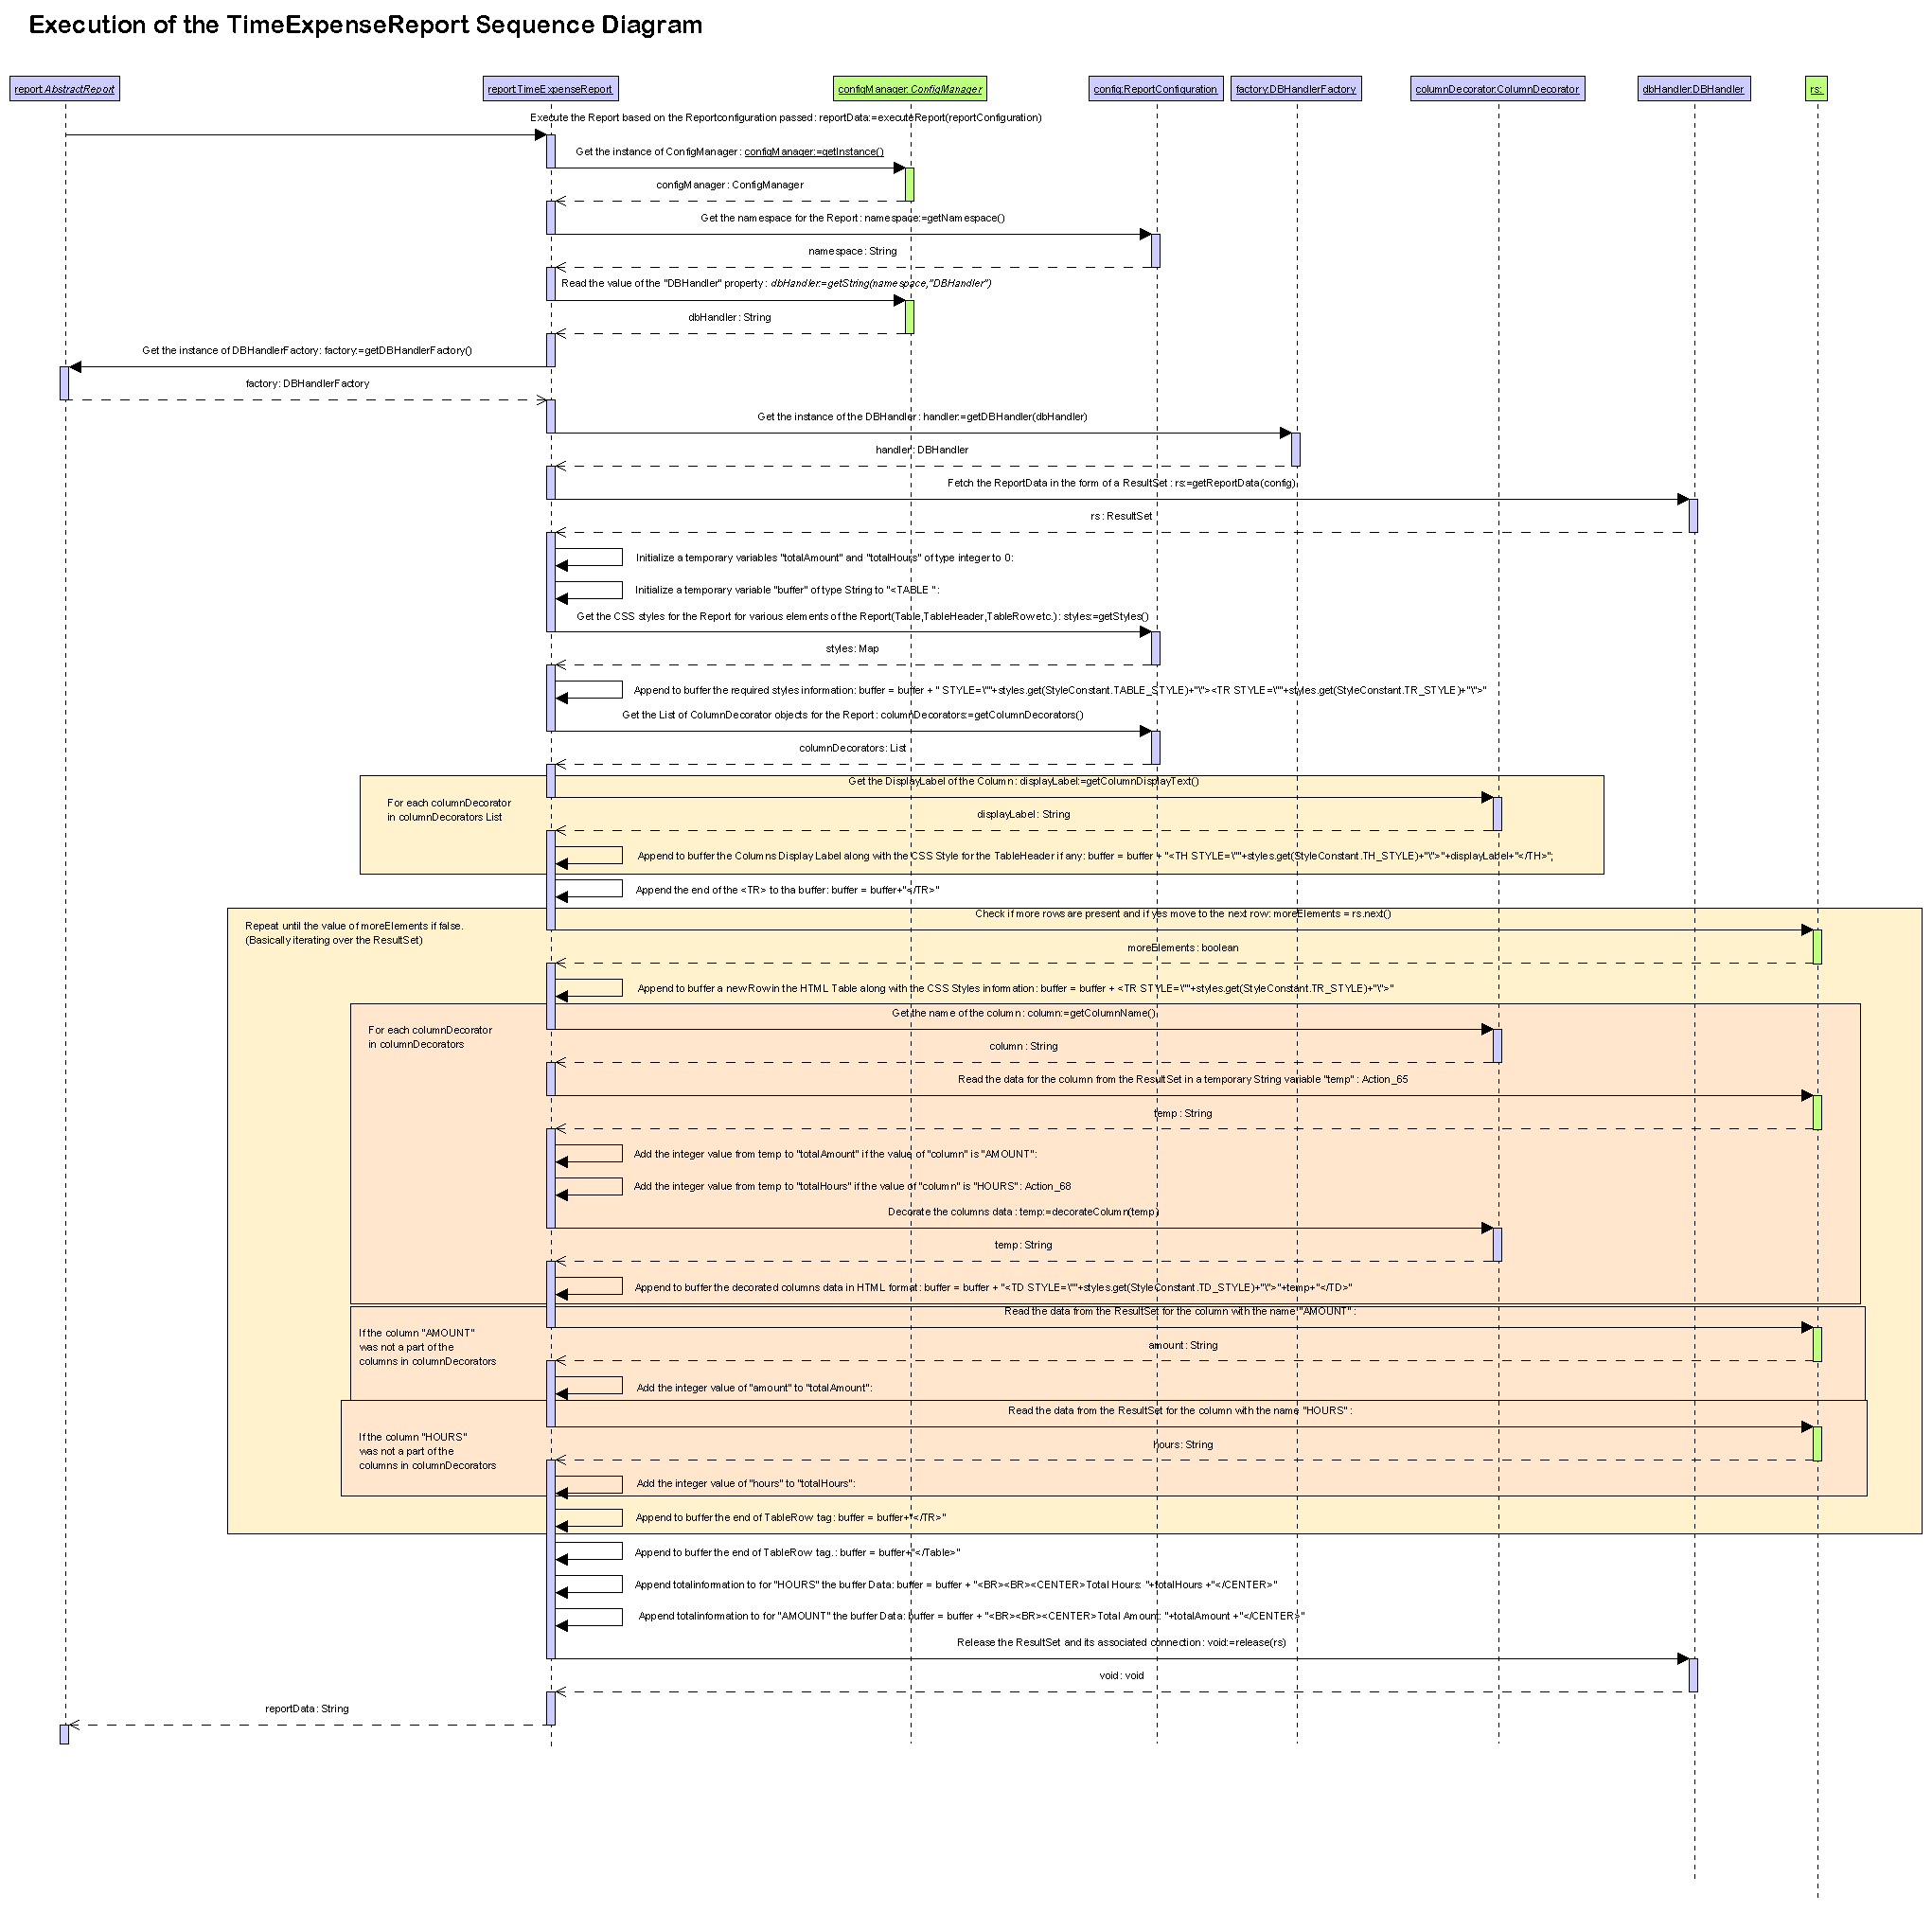 Execution of the TimeExpenseReport Sequence Diagram
report:AbstractReport
report:TimeExpenseReport
configManager:ConfigManager
config:ReportConfiguration
factory:DBHandlerFactory
columnDecorator:ColumnDecorator
dbHandler:DBHandler
rs:
Execute the Report based on the Reportconfiguration passed : reportData:=executeReport(reportConfiguration)
Get the instance of ConfigManager : configManager:=getInstance()
configManager : ConfigManager
Get the namespace for the Report : namespace:=getNamespace()
namespace : String
Read the value of the "DBHandler" property : dbHandler:=getString(namespace,"DBHandler")
dbHandler : String
Get the instance of DBHandlerFactory: factory:=getDBHandlerFactory()
factory: DBHandlerFactory
Get the instance of the DBHandler : handler:=getDBHandler(dbHandler)
handler: DBHandler
Fetch the ReportData in the form of a ResultSet : rs:=getReportData(config)
rs : ResultSet
Initialize a temporary variables "totalAmount" and "totalHours" of type integer to 0:
Initialize a temporary variable "buffer" of type String to "<TABLE " :
Get the CSS styles for the Report for various elements of the Report(Table,TableHeader,TableRow etc.) : styles:=getStyles()
styles: Map
Append to buffer the required styles information: buffer = buffer + " STYLE=\""+styles.get(StyleConstant.TABLE_STYLE)+"\"><TR STYLE=\""+styles.get(StyleConstant.TR_STYLE)+"\">"
Get the List of ColumnDecorator objects for the Report : columnDecorators:=getColumnDecorators()
columnDecorators: List
Get the DisplayLabel of the Column : displayLabel:=getColumnDisplayText()
For each columnDecorator
in columnDecorators List
displayLabel: String
Append to buffer the Columns Display Label along with the CSS Style for the TableHeader if any: buffer = buffer + "<TH STYLE=\""+styles.get(StyleConstant.TH_STYLE)+"\">"+displayLabel+"</TH>";
Append the end of the <TR> to tha buffer: buffer = buffer+"</TR>"
Check if more rows are present and if yes move to the next row: moreElements = rs.next()
Repeat until the value of moreElements if false.
(Basically iterating over the ResultSet)
moreElements : boolean
Append to buffer a new Row in the HTML Table along with the CSS Styles information: buffer = buffer + <TR STYLE=\""+styles.get(StyleConstant.TR_STYLE)+"\">"
Get the name of the column : column:=getColumnName()
For each columnDecorator
in columnDecorators
column : String
Read the data for the column from the ResultSet in a temporary String variable "temp" : Action_65
temp : String
Add the integer value from temp to "totalAmount" if the value of "column" is "AMOUNT":
Add the integer value from temp to "totalHours" if the value of "column" is "HOURS" : Action_68
Decorate the columns data : temp:=decorateColumn(temp)
temp : String
Append to buffer the decorated columns data in HTML format: buffer = buffer + "<TD STYLE=\""+styles.get(StyleConstant.TD_STYLE)+"\">"+temp+"</TD>"
Read the data from the ResultSet for the column with the name "AMOUNT" :
If the column "AMOUNT"
was not a part of the
columns in columnDecorators
amount: String
Add the integer value of "amount" to "totalAmount":
Read the data from the ResultSet for the column with the name "HOURS" :
If the column "HOURS"
was not a part of the
columns in columnDecorators
hours: String
Add the integer value of "hours" to "totalHours":
Append to buffer the end of TableRow tag: buffer = buffer+"</TR>"
Append to buffer the end of TableRow tag. : buffer = buffer+"</Table>"
Append totalinformation to for "HOURS" the buffer Data: buffer = buffer + "<BR><BR><CENTER>Total Hours: "+totalHours +"</CENTER>"
Append totalinformation to for "AMOUNT" the buffer Data: buffer = buffer + "<BR><BR><CENTER>Total Amount: "+totalAmount +"</CENTER>"
Release the ResultSet and its associated connection : void:=release(rs)
void : void
reportData: String